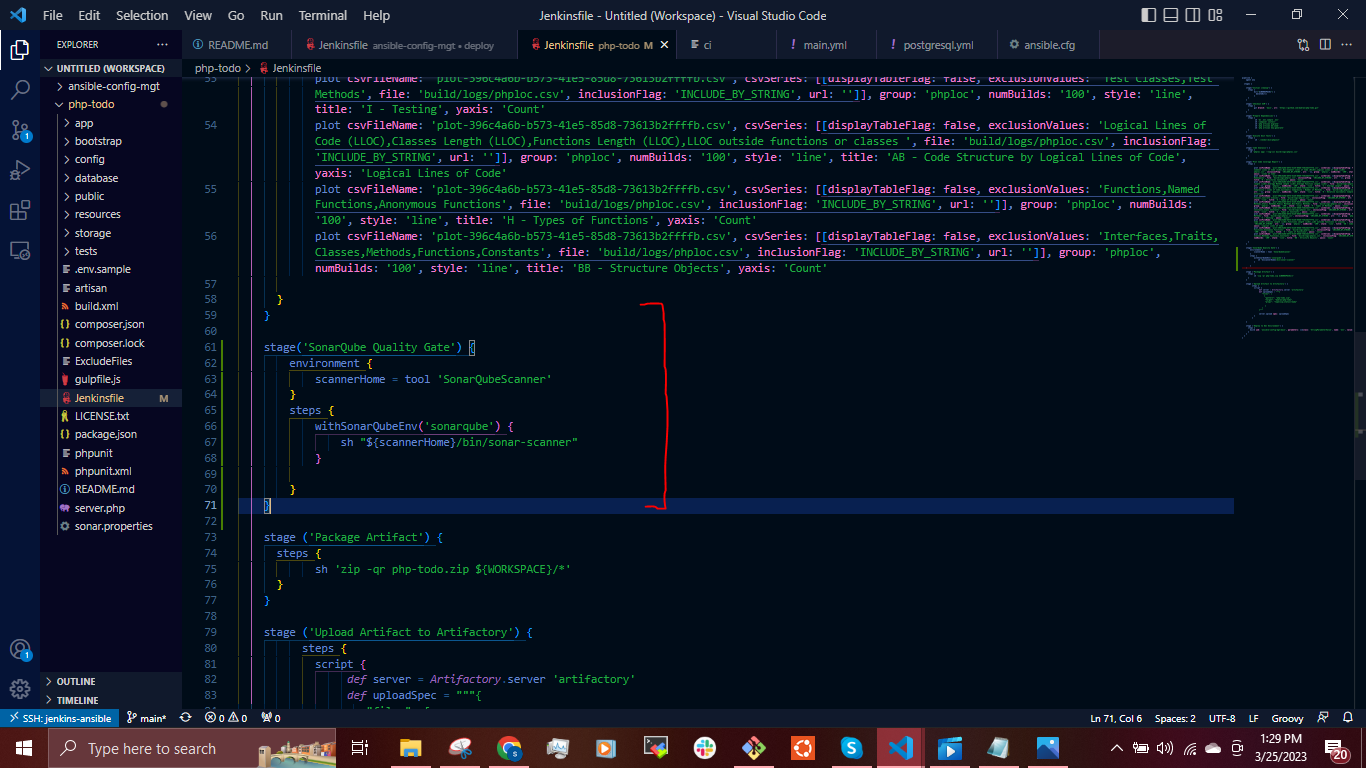 File Edit Selection View Go Run Terminal Help Jenkinsfile - Untitled (Workspace) - Visual Studio Code
EXPLORER
README.md Jenkinsfile ansible-config-mgt • deploy Jenkinsfile php-todo M ci main.yml postgresql.yml ansible.cfg
UNTITLED (WORKSPACE)
ansible-config-mgt
php-todo
app
bootstrap
config
database
public
resources
storage
tests
.env.sample
artisan
build.xml
composer.json
composer.lock
ExcludeFiles
gulpfile.js
Jenkinsfile M
LICENSE.txt
package.json
phpunit
phpunit.xml
README.md
server.php
sonar.properties
OUTLINE
TIMELINE
php-todo > Jenkinsfile
53 plot csvFileName: 'plot-396c4a6b-b573-41e5-85d8-73613b2ffffb.csv', csvSeries: [[displayTableFlag: false, exclusionValues: 'Test Classes,Test
Methods', file: 'build/logs/phploc.csv', inclusionFlag: 'INCLUDE_BY_STRING', url: '']], group: 'phploc', numBuilds: '100', style: 'line',
title: 'I - Testing', yaxis: 'Count'
54 plot csvFileName: 'plot-396c4a6b-b573-41e5-85d8-73613b2ffffb.csv', csvSeries: [[displayTableFlag: false, exclusionValues: 'Logical Lines of
Code (LLOC),Classes Length (LLOC),Functions Length (LLOC),LLOC outside functions or classes ', file: 'build/logs/phploc.csv', inclusionFlag:
'INCLUDE_BY_STRING', url: '']], group: 'phploc', numBuilds: '100', style: 'line', title: 'AB - Code Structure by Logical Lines of Code',
yaxis: 'Logical Lines of Code'
55 plot csvFileName: 'plot-396c4a6b-b573-41e5-85d8-73613b2ffffb.csv', csvSeries: [[displayTableFlag: false, exclusionValues: 'Functions,Named
Functions,Anonymous Functions', file: 'build/logs/phploc.csv', inclusionFlag: 'INCLUDE_BY_STRING', url: '']], group: 'phploc', numBuilds:
'100', style: 'line', title: 'H - Types of Functions', yaxis: 'Count'
56 plot csvFileName: 'plot-396c4a6b-b573-41e5-85d8-73613b2ffffb.csv', csvSeries: [[displayTableFlag: false, exclusionValues: 'Interfaces,Traits,
Classes,Methods,Functions,Constants', file: 'build/logs/phploc.csv', inclusionFlag: 'INCLUDE_BY_STRING', url: '']], group: 'phploc',
numBuilds: '100', style: 'line', title: 'BB - Structure Objects', yaxis: 'Count'
57
58 }
59 }
60
61 stage('SonarQube Quality Gate') {
62 environment {
63 scannerHome = tool 'SonarQubeScanner'
64 }
65 steps {
66 withSonarQubeEnv('sonarqube') {
67 sh "${scannerHome}/bin/sonar-scanner"
68 }
69
70 }
71 }
72
73 stage ('Package Artifact') {
74 steps {
75 sh 'zip -qr php-todo.zip ${WORKSPACE}/*'
76 }
77 }
78
79 stage ('Upload Artifact to Artifactory') {
80 steps {
81 script {
82 def server = Artifactory.server 'artifactory'
83 def uploadSpec = """{
SSH: jenkins-ansible main* 0 0 0 Ln 71, Col 6 Spaces: 2 UTF-8 LF Groovy
Type here to search
1:29 PM
3/25/2023
20